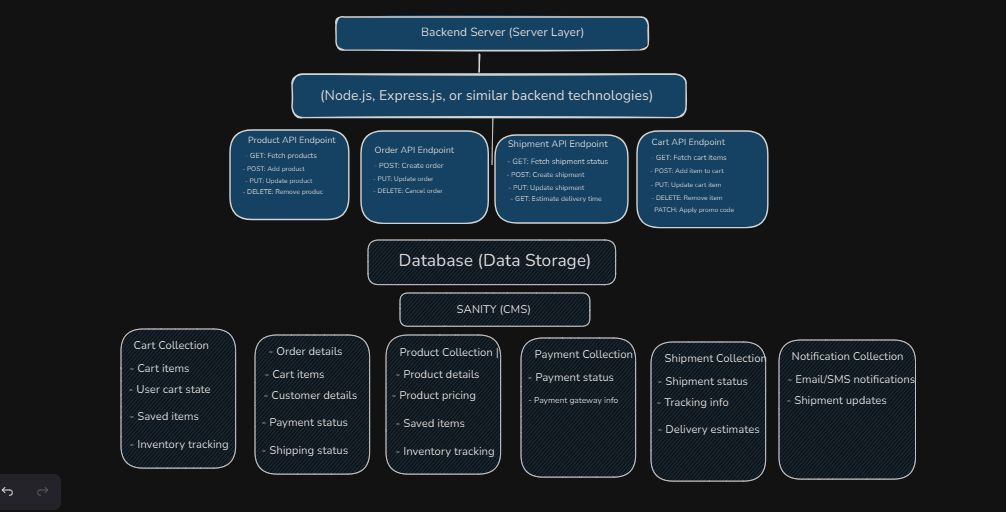 Backend Server (Server Layer)
(Node.js, Express.js, or similar backend technologies)
Product API Endpoint
- GET: Fetch products
- POST: Add product
- PUT: Update product
- DELETE: Remove produc
Order API Endpoint
- POST: Create order
- PUT: Update order
- DELETE: Cancel order
Shipment API Endpoint
- GET: Fetch shipment status
- POST: Create shipment
- PUT: Update shipment
- GET: Estimate delivery time
Cart API Endpoint
- GET: Fetch cart items
- POST: Add item to cart
- PUT: Update cart item
- DELETE: Remove item
PATCH: Apply promo code
Database (Data Storage)
SANITY (CMS)
Cart Collection
- Cart items
- User cart state
- Saved items
- Inventory tracking
- Order details
- Cart items
- Customer details
- Payment status
- Shipping status
Product Collection |
- Product details
- Product pricing
- Saved items
- Inventory tracking
Payment Collection
- Payment status
- Payment gateway info
Shipment Collection
- Shipment status
- Tracking info
- Delivery estimates
Notification Collection
- Email/SMS notifications
- Shipment updates